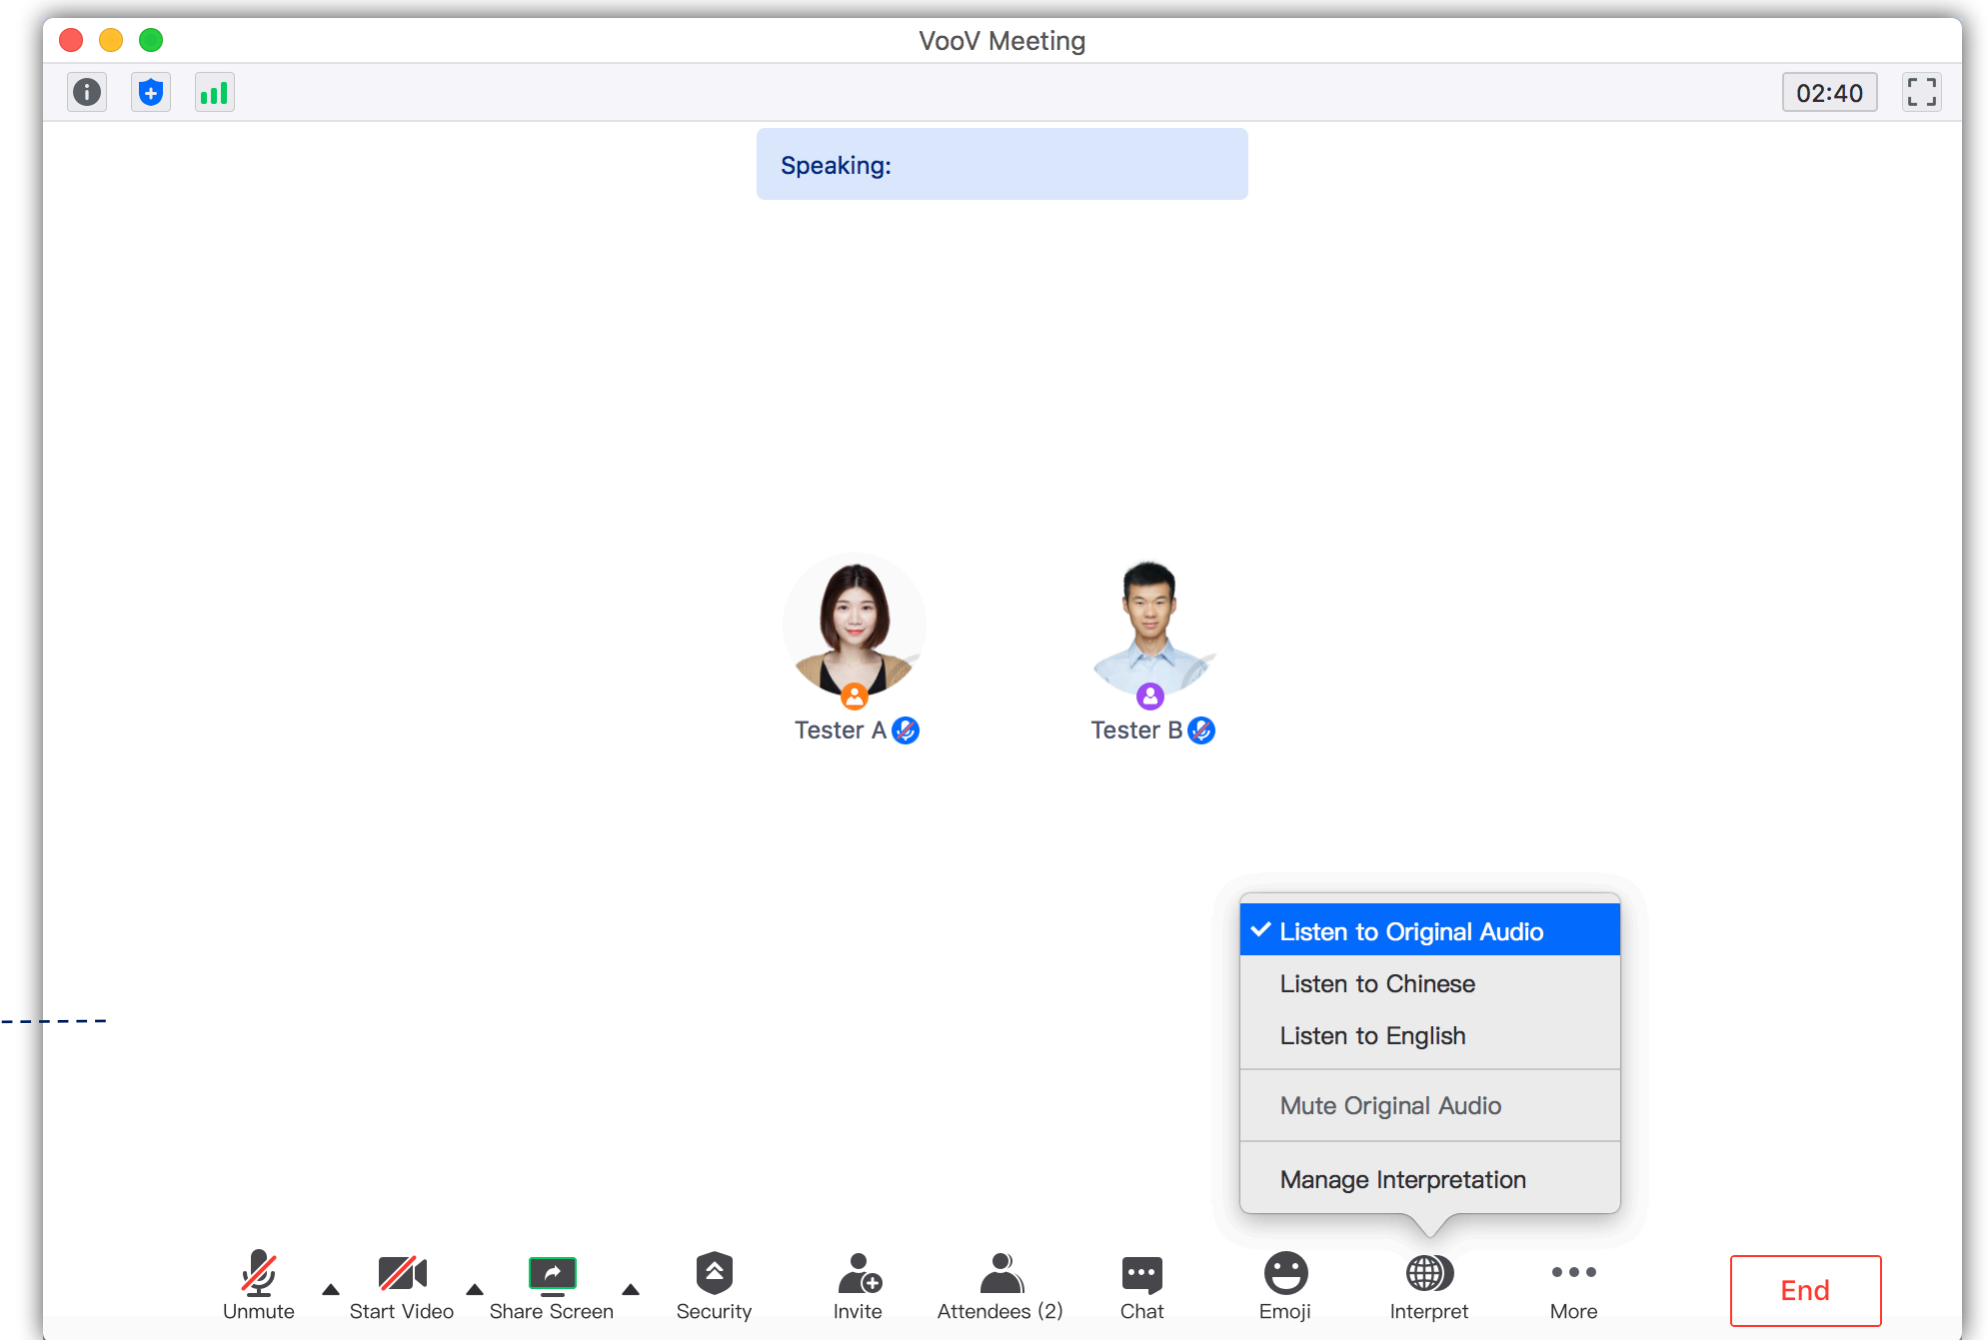 VooV Meeting
02:40
Speaking:
Tester A
Tester B
Listen to Original Audio
Listen to Chinese
Listen to English
Mute Original Audio
Manage Interpretation
Unmute
Start Video
Share Screen
Security
Invite
Attendees (2)
Chat
Emoji
Interpret
More
End